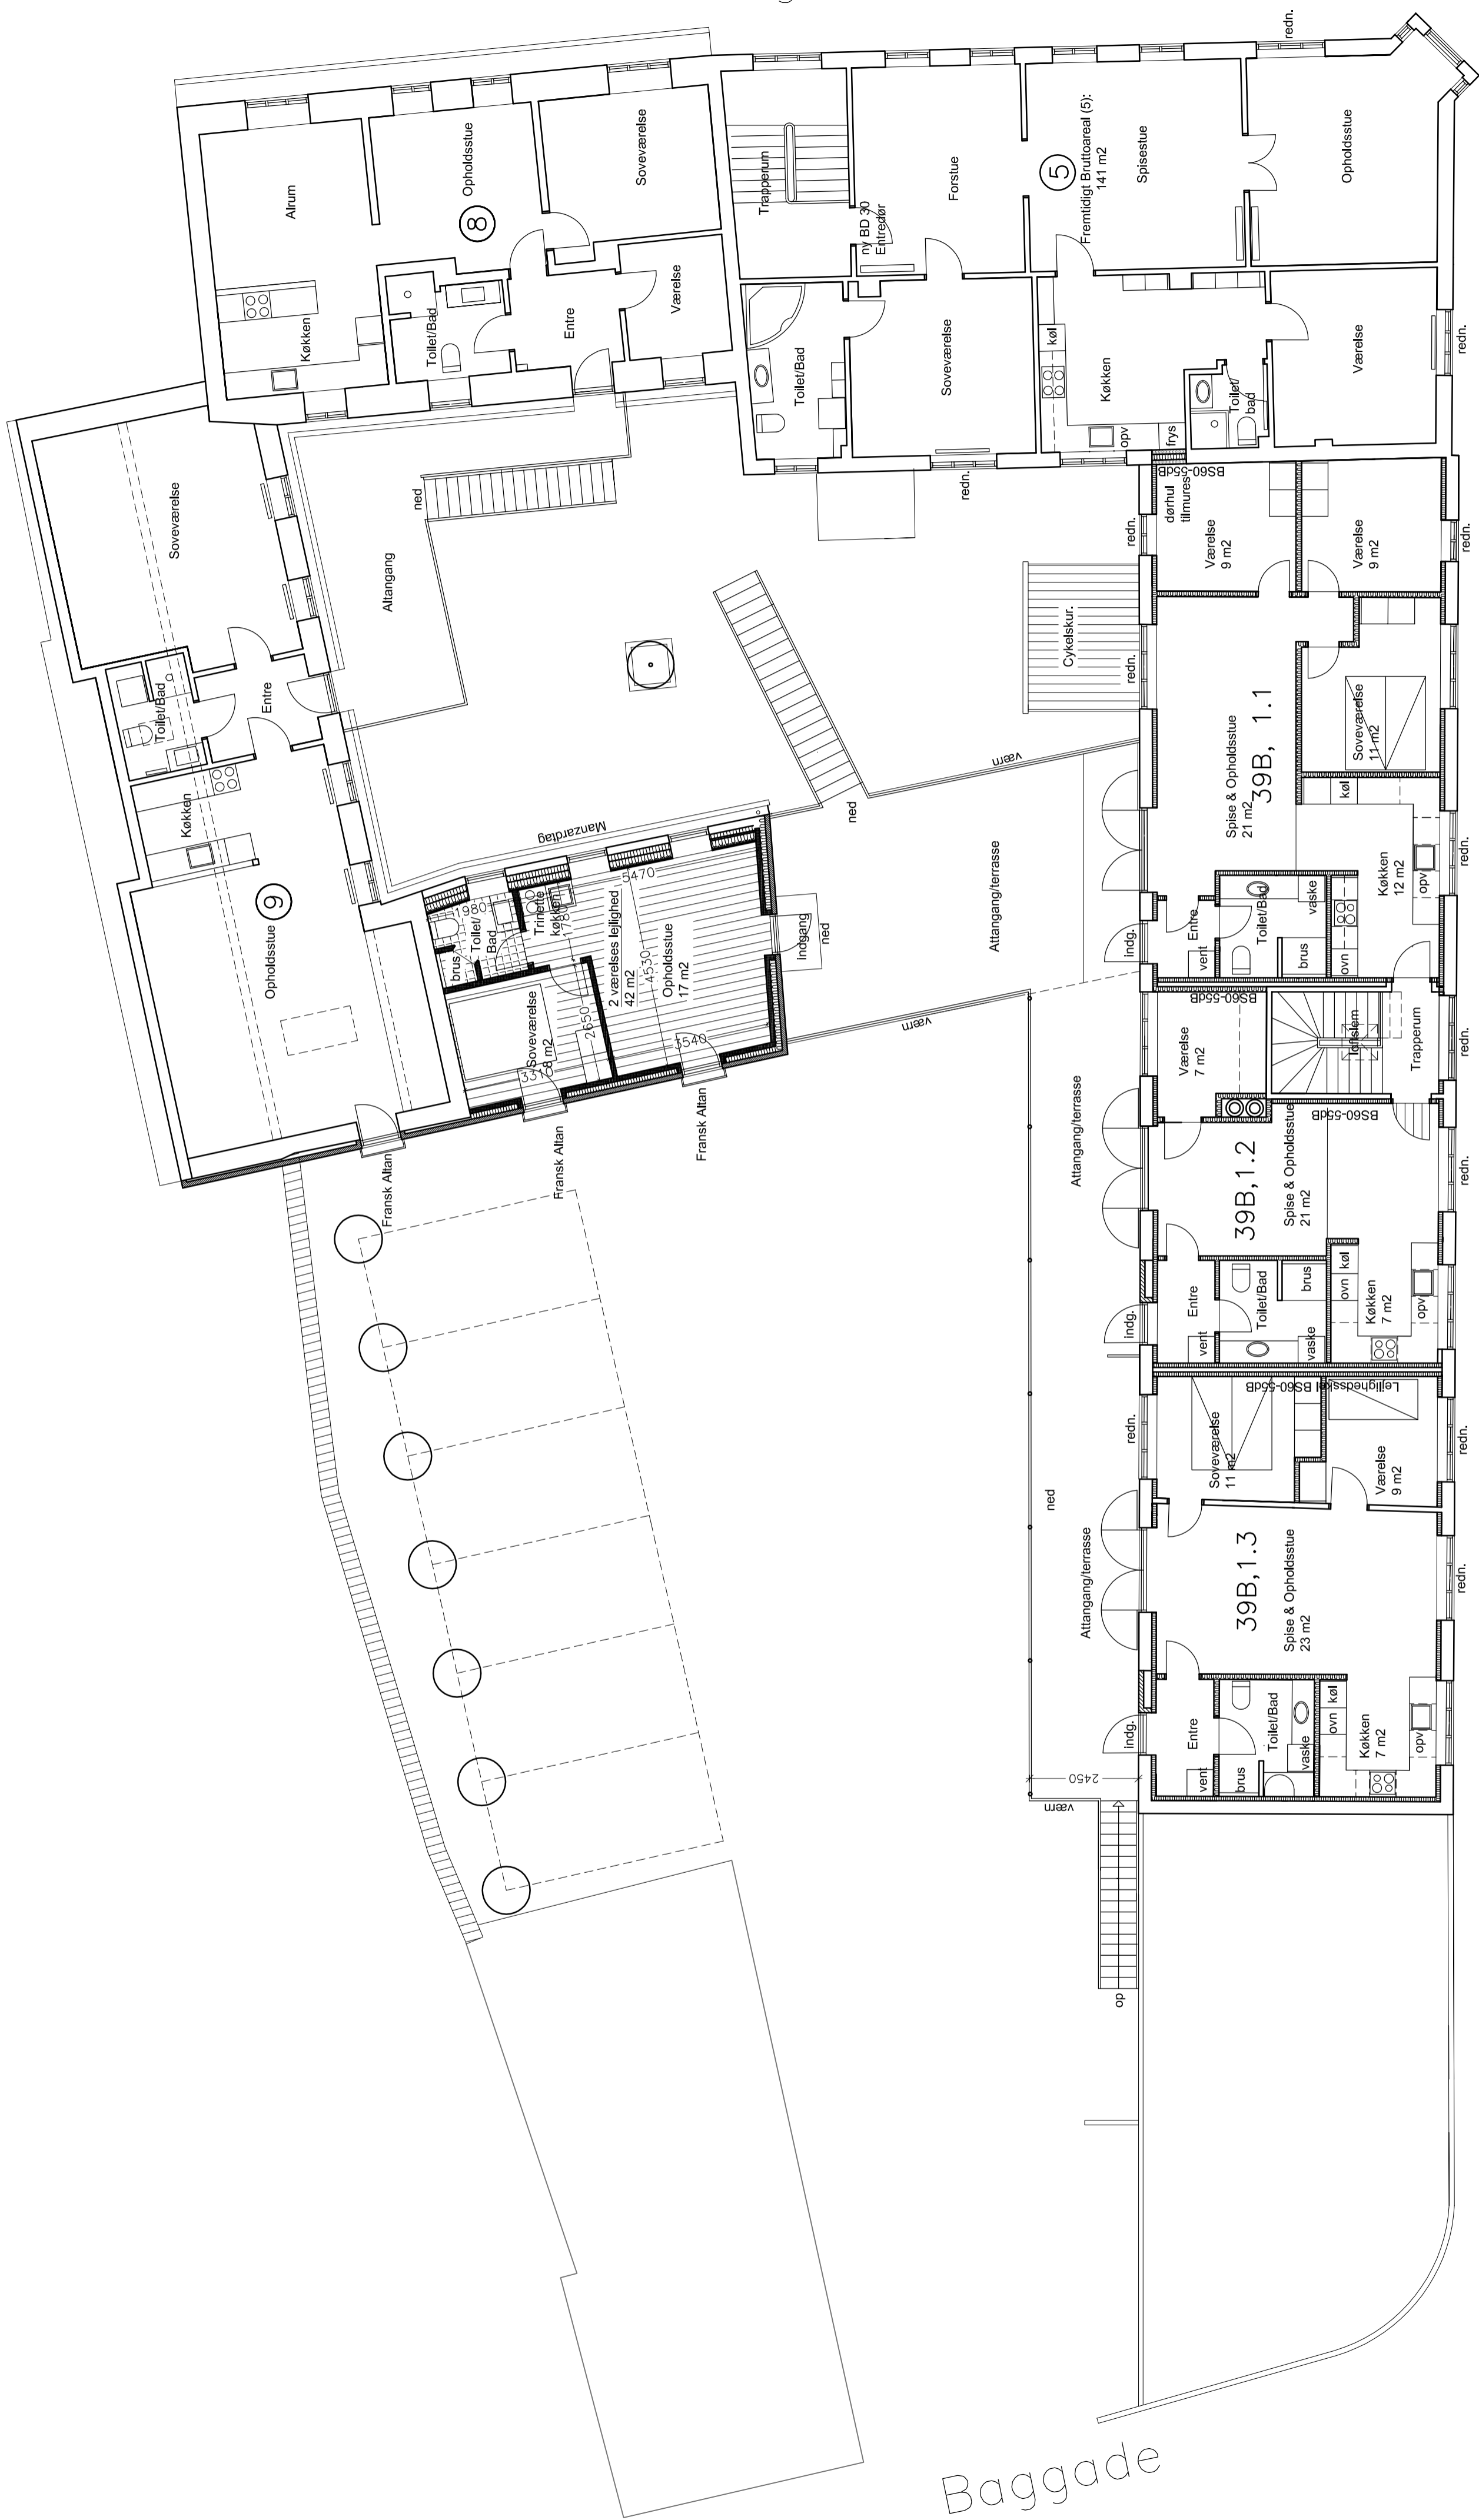 redn.
Alrum
Opholdsstue
8
Soveværelse
Køkken
Toilet/Bad
Entre
Værelse
Trapperum
ny BD 30
Entredør
Forstue
5
Fremtidigt Bruttoareal (5):
141 m2
Spisestue
Opholdsstue
Toilet/Bad
Soveværelse
køl
Køkken
opv
frys
Toilet/
bad
Værelse
redn.
redn.
Soveværelse
Toilet/Bad
Entre
Køkken
Opholdsstue
9
Altangang
ned
Manzardtag
1980
Toilet/
Bad
brus
Trinette
køkken
5470
2 værelses lejlighed
42 m2
Opholdsstue
17 m2
4530
Soveværelse
8 m2
2650
3310
3540
indgang
ned
Fransk Altan
Fransk Altan
Fransk Altan
ned
værn
værn
Cykelskur.
redn.
redn.
BS60-55dB
dørhul
tilmures
Værelse
9 m2
Værelse
9 m2
redn.
39B, 1.1
Spise & Opholdsstue
21 m2
Soveværelse
11 m2
køl
Køkken
12 m2
opv
redn.
Attangang/terrasse
indg.
Entre
vent
Toilet/Bad
vaske
brus
ovn
BS60-55dB
Værelse
7 m2
loftslem
Trapperum
redn.
BS60-55dB
Attangang/terrasse
39B,1.2
Spise & Opholdsstue
21 m2
redn.
indg.
Entre
vent
Toilet/Bad
brus
vaske
ovn
køl
Køkken
7 m2
opv
Lejlighedsskel BS60-55dB
redn.
Soveværelse
11 m2
Værelse
9 m2
redn.
ned
Attangang/terrasse
39B,1.3
Spise & Opholdsstue
23 m2
redn.
indg.
Entre
vent
Toilet/Bad
brus
vaske
ovn
køl
Køkken
7 m2
opv
2450
værn
op
Baggade